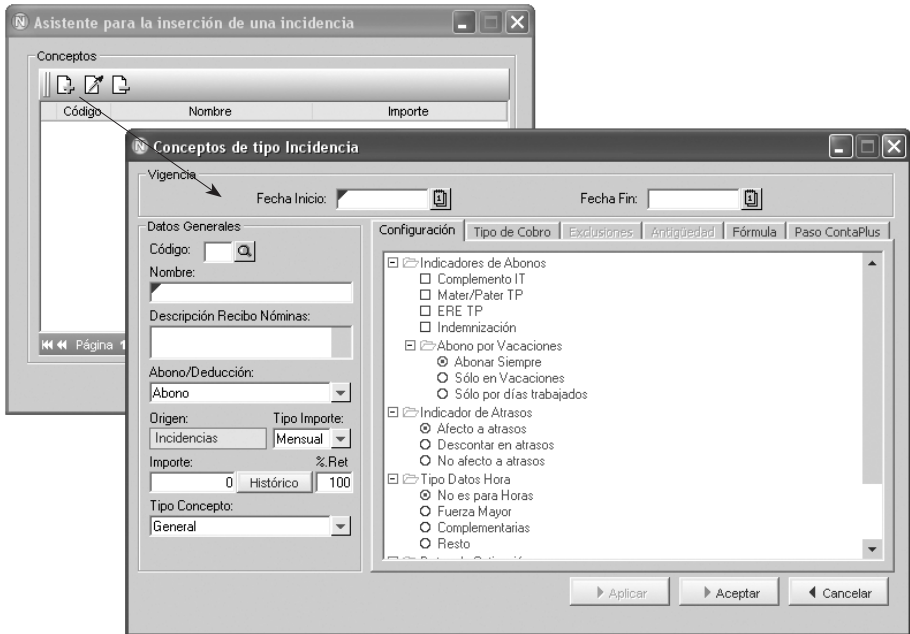 Asistente para la inserción de una incidencia
Conceptos
Código Nombre Importe
Página 1
Conceptos de tipo Incidencia
Vigencia
Fecha Inicio: Fecha Fin:
Datos Generales
Código:
Nombre:
Descripción Recibo Nóminas:
Abono/Deducción:
Abono
Origen: Tipo Importe:
Incidencias Mensual
Importe: %.Ret
0 Histórico 100
Tipo Concepto:
General
Configuración Tipo de Cobro Exclusiones Antigüedad Fórmula Paso ContaPlus
Indicadores de Abonos
Complemento IT
Mater/Pater TP
ERE TP
Indemnización
Abono por Vacaciones
Abonar Siempre
Sólo en Vacaciones
Sólo por días trabajados
Indicador de Atrasos
Afecto a atrasos
Descontar en atrasos
No afecto a atrasos
Tipo Datos Hora
No es para Horas
Fuerza Mayor
Complementarias
Resto
Aplicar Aceptar Cancelar